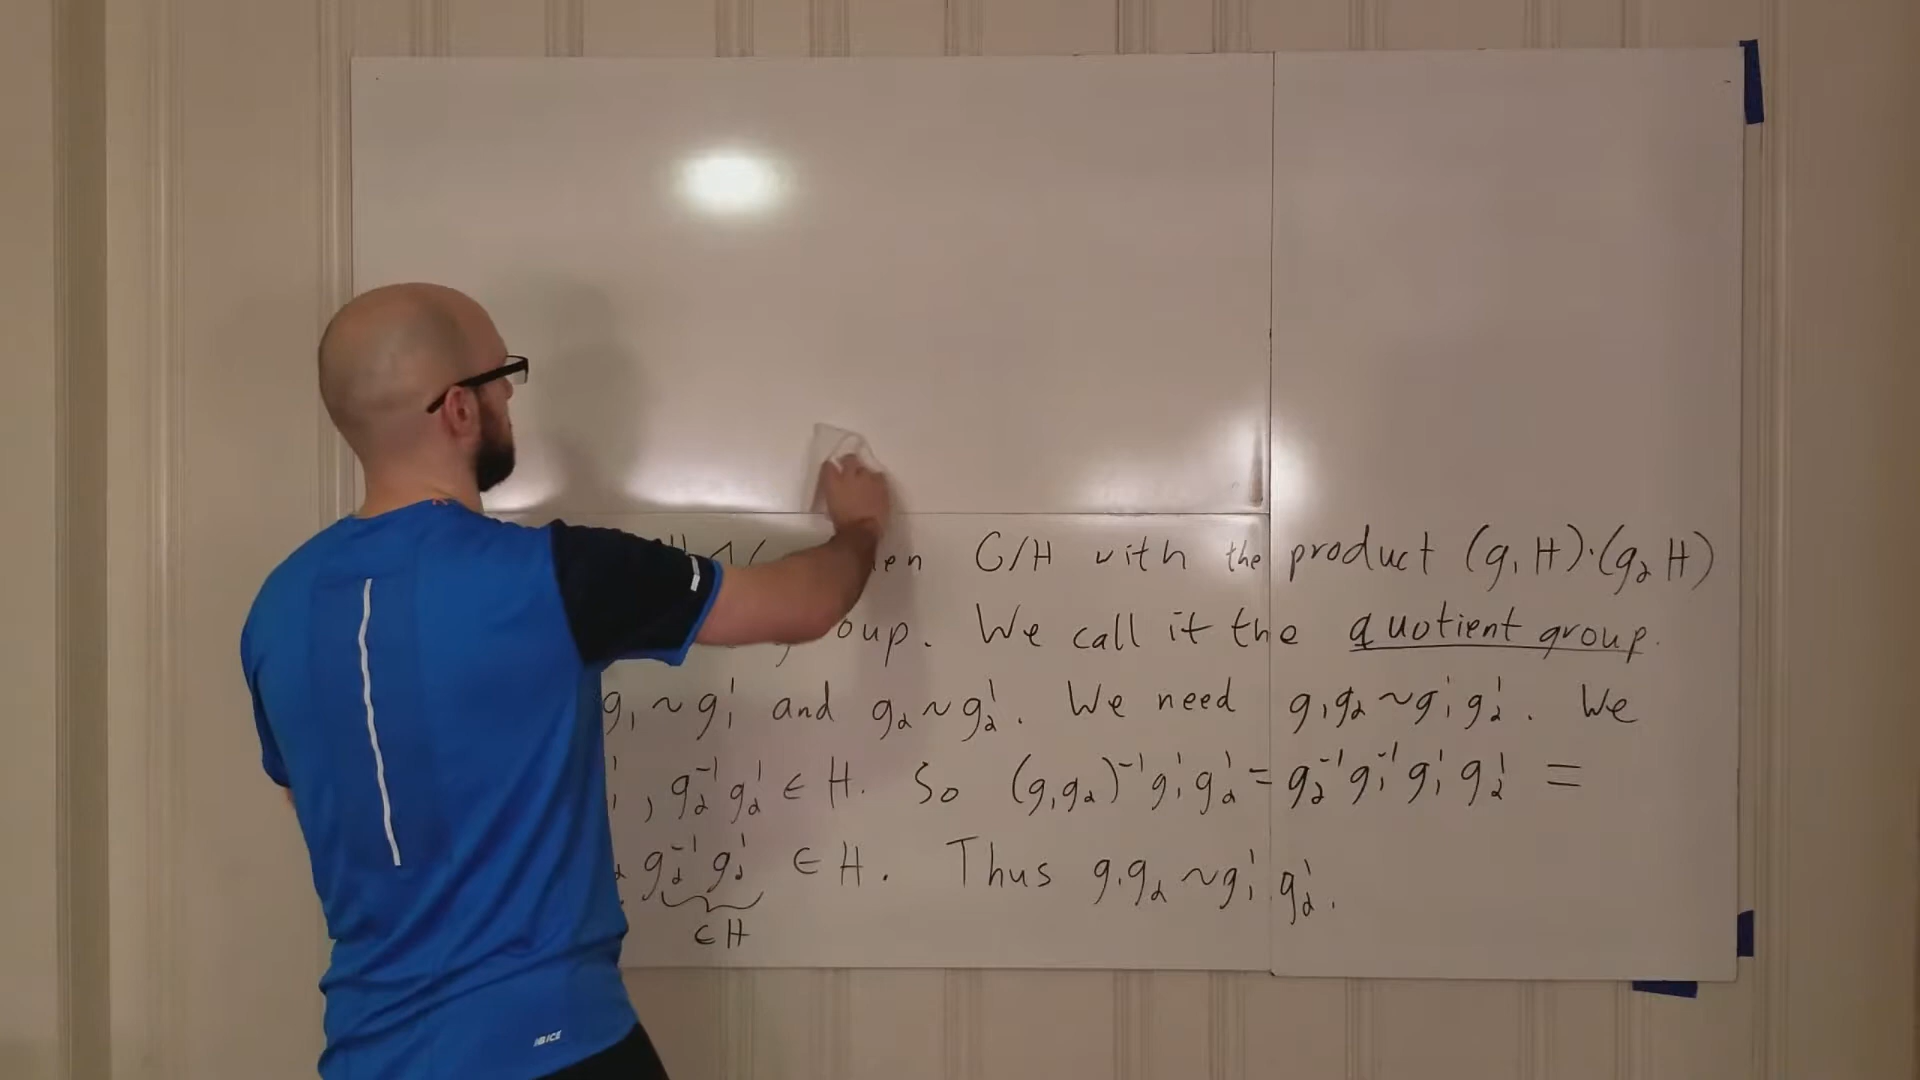 G/H with the product (g₁H)·(g₂H)
oup. We call it the quotient group.
g₁ ~ g₁' and g₂ ~ g₂'. We need g₁g₂ ~ g₁'g₂'. We
, g₂⁻¹g₂' ∈ H. So (g₁g₂)⁻¹g₁'g₂' = g₂⁻¹g₁⁻¹g₁'g₂' =
g₂⁻¹g₂' ∈ H. Thus g₁g₂ ~ g₁'g₂'.
∈ H